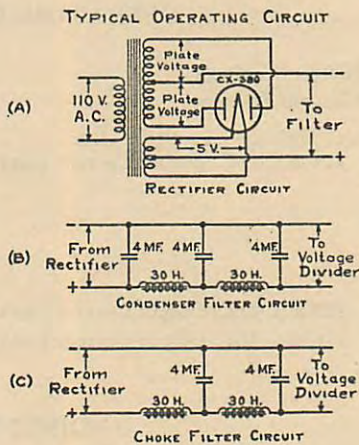 TYPICAL OPERATING CIRCUIT
(A)
110 V.
A.C.
Plate
Voltage
Plate
Voltage
CX-380
5 V.
−
To
Filter
+
RECTIFIER CIRCUIT
(B)
−
From
Rectifier
+
4 MF. 4 MF. 4 MF.
30 H. 30 H.
−
To
Voltage
Divider
+
CONDENSER FILTER CIRCUIT
(C)
−
From
Rectifier
+
4 MF. 4 MF.
30 H. 30 H.
−
To
Voltage
Divider
+
CHOKE FILTER CIRCUIT